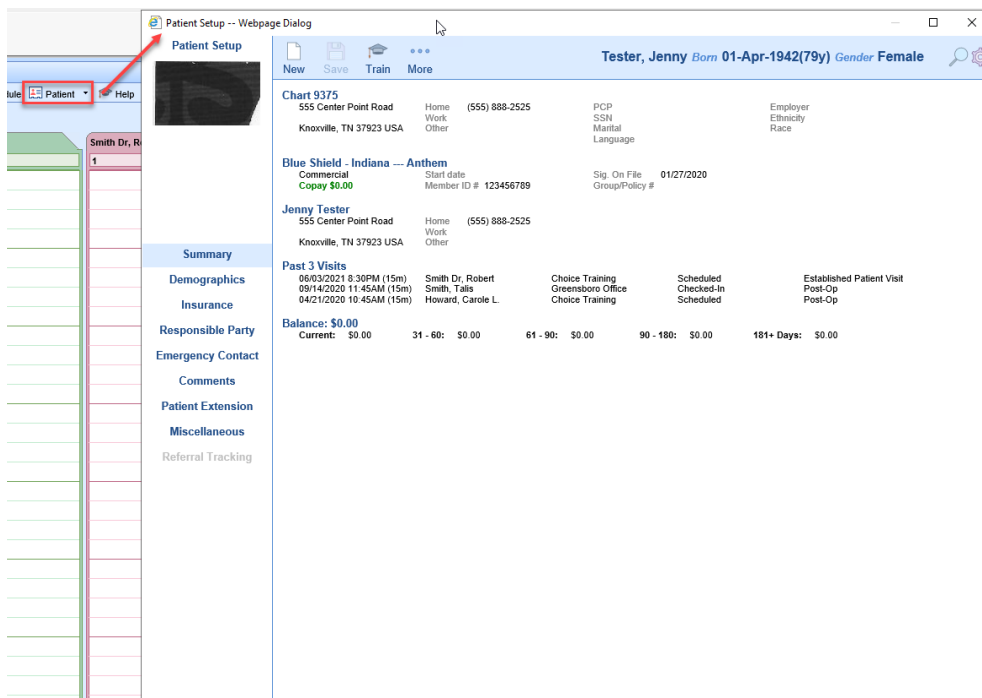 Patient Setup -- Webpage Dialog
Patient Setup
New Save Train More
Tester, Jenny Born 01-Apr-1942(79y) Gender Female
Patient Help
Smith Dr, R
1
Chart 9375
555 Center Point Road Home (555) 888-2525 PCP Employer
Work SSN Ethnicity
Knoxville, TN 37923 USA Other Marital Race
Language
Blue Shield - Indiana --- Anthem
Commercial Start date Sig. On File 01/27/2020
Copay $0.00 Member ID # 123456789 Group/Policy #
Jenny Tester
555 Center Point Road Home (555) 888-2525
Work
Knoxville, TN 37923 USA Other
Past 3 Visits
06/03/2021 8:30PM (15m) Smith Dr, Robert Choice Training Scheduled Established Patient Visit
09/14/2020 11:45AM (15m) Smith, Talis Greensboro Office Checked-In Post-Op
04/21/2020 10:45AM (15m) Howard, Carole L. Choice Training Scheduled Post-Op
Balance: $0.00
Current: $0.00 31 - 60: $0.00 61 - 90: $0.00 90 - 180: $0.00 181+ Days: $0.00
Summary
Demographics
Insurance
Responsible Party
Emergency Contact
Comments
Patient Extension
Miscellaneous
Referral Tracking